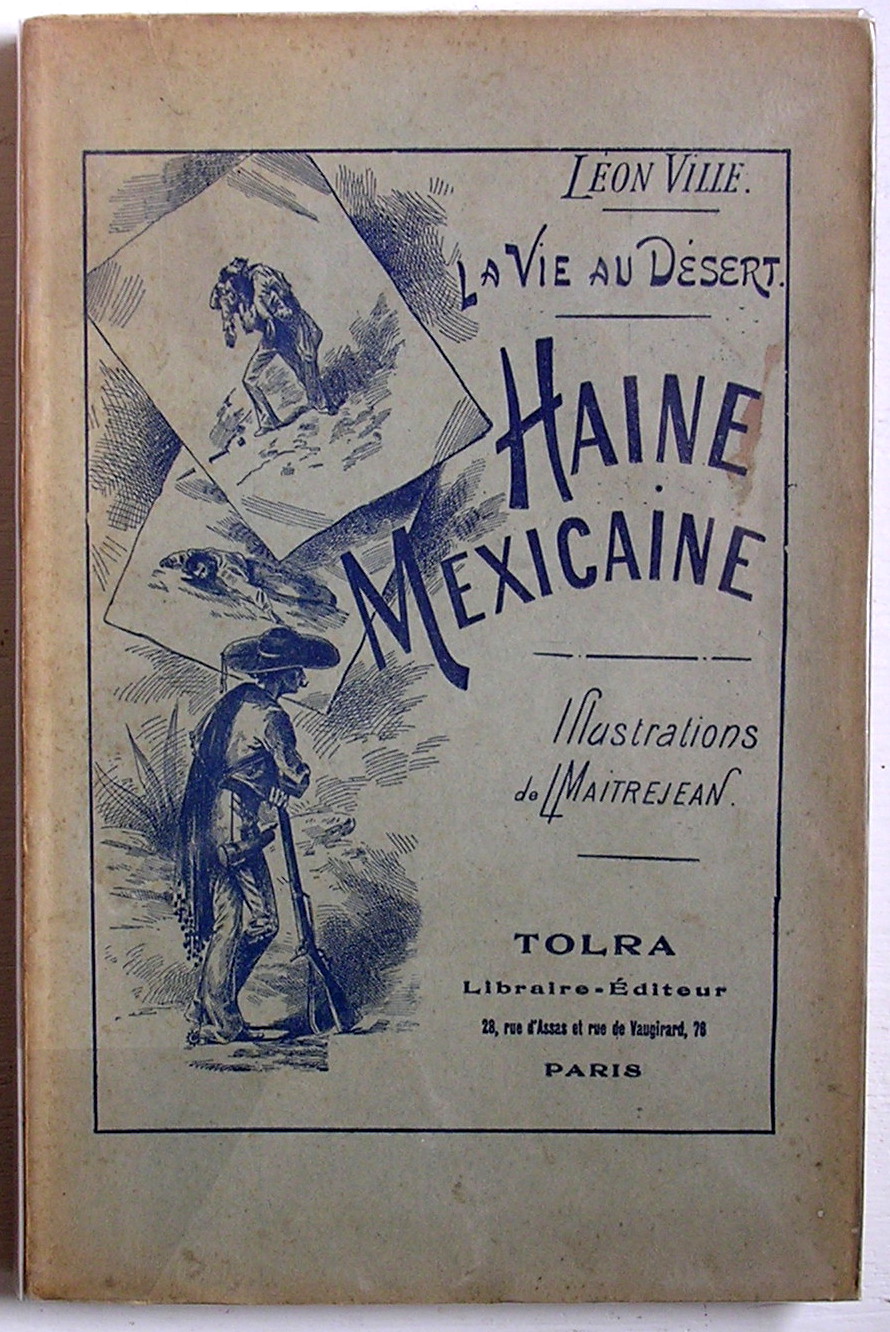 LÉON VILLE.
LA VIE AU DÉSERT.
HAINE
MEXICAINE
Illustrations
de L MAITREJEAN.
TOLRA
Libraire-Éditeur
28, rue d'Assas et rue de Vaugirard, 76
PARIS